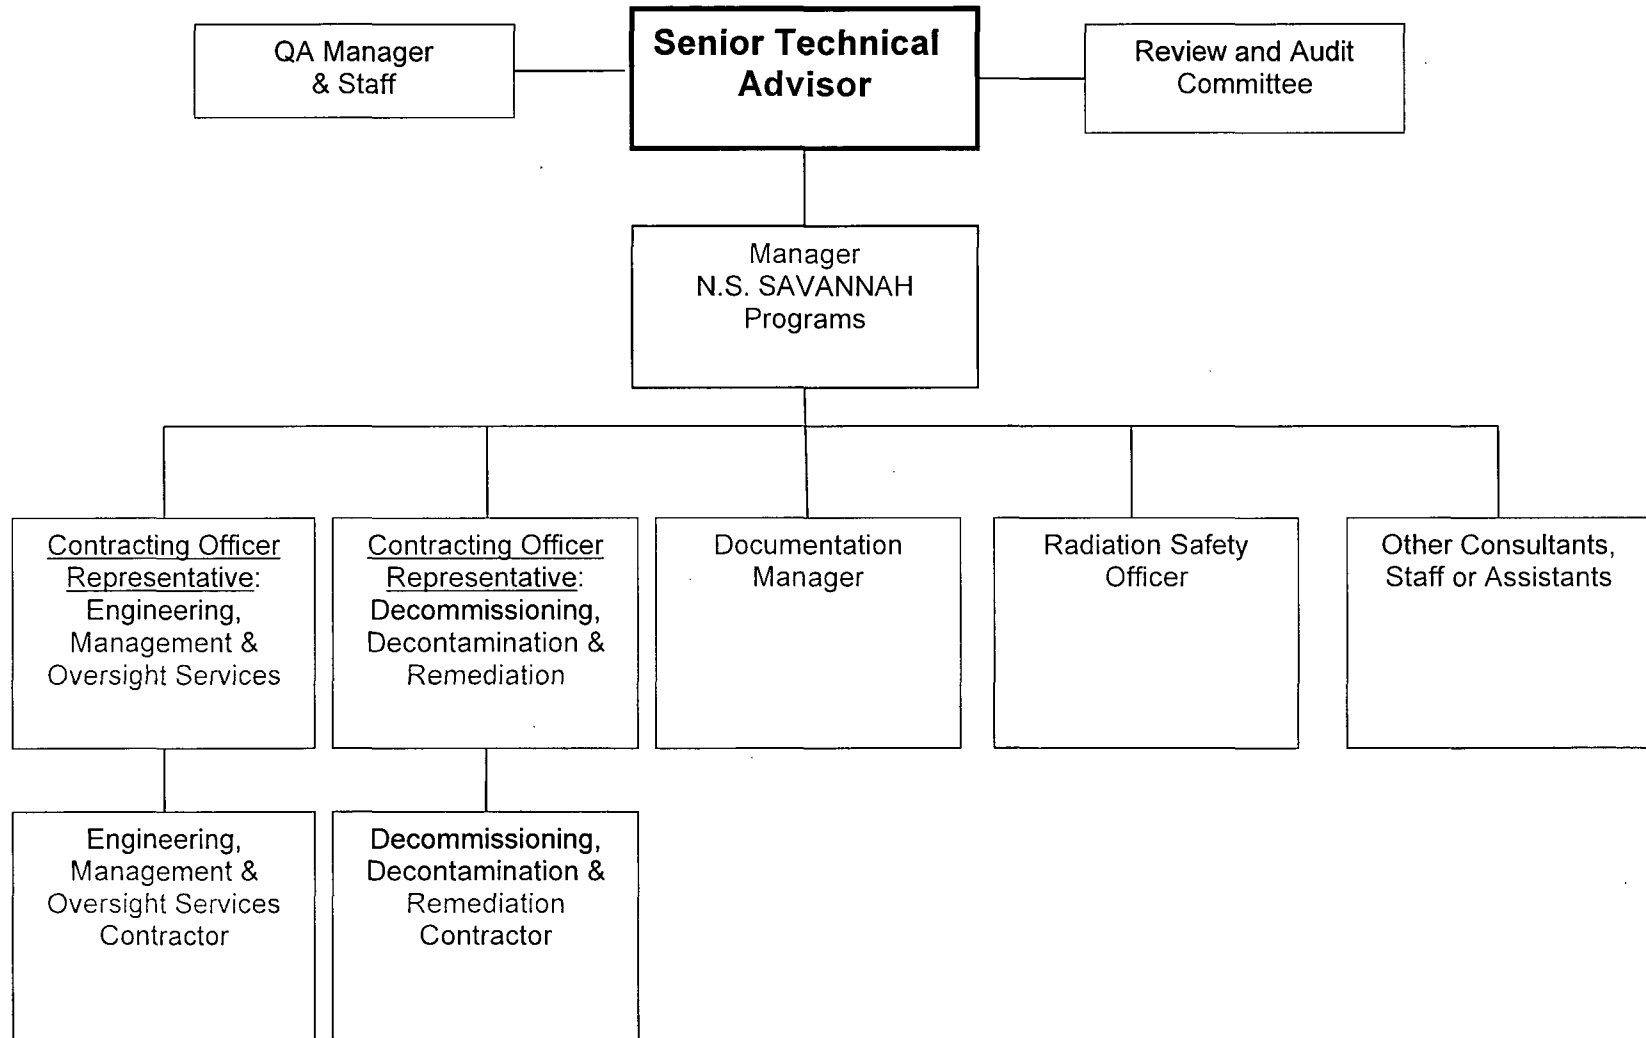 QA Manager
& Staff
Senior Technical
Advisor
Review and Audit
Committee
Manager
N.S. SAVANNAH
Programs
Contracting Officer
Representative:
Engineering,
Management &
Oversight Services
Contracting Officer
Representative:
Decommissioning,
Decontamination &
Remediation
Documentation
Manager
Radiation Safety
Officer
Other Consultants,
Staff or Assistants
Engineering,
Management &
Oversight Services
Contractor
Decommissioning,
Decontamination &
Remediation
Contractor